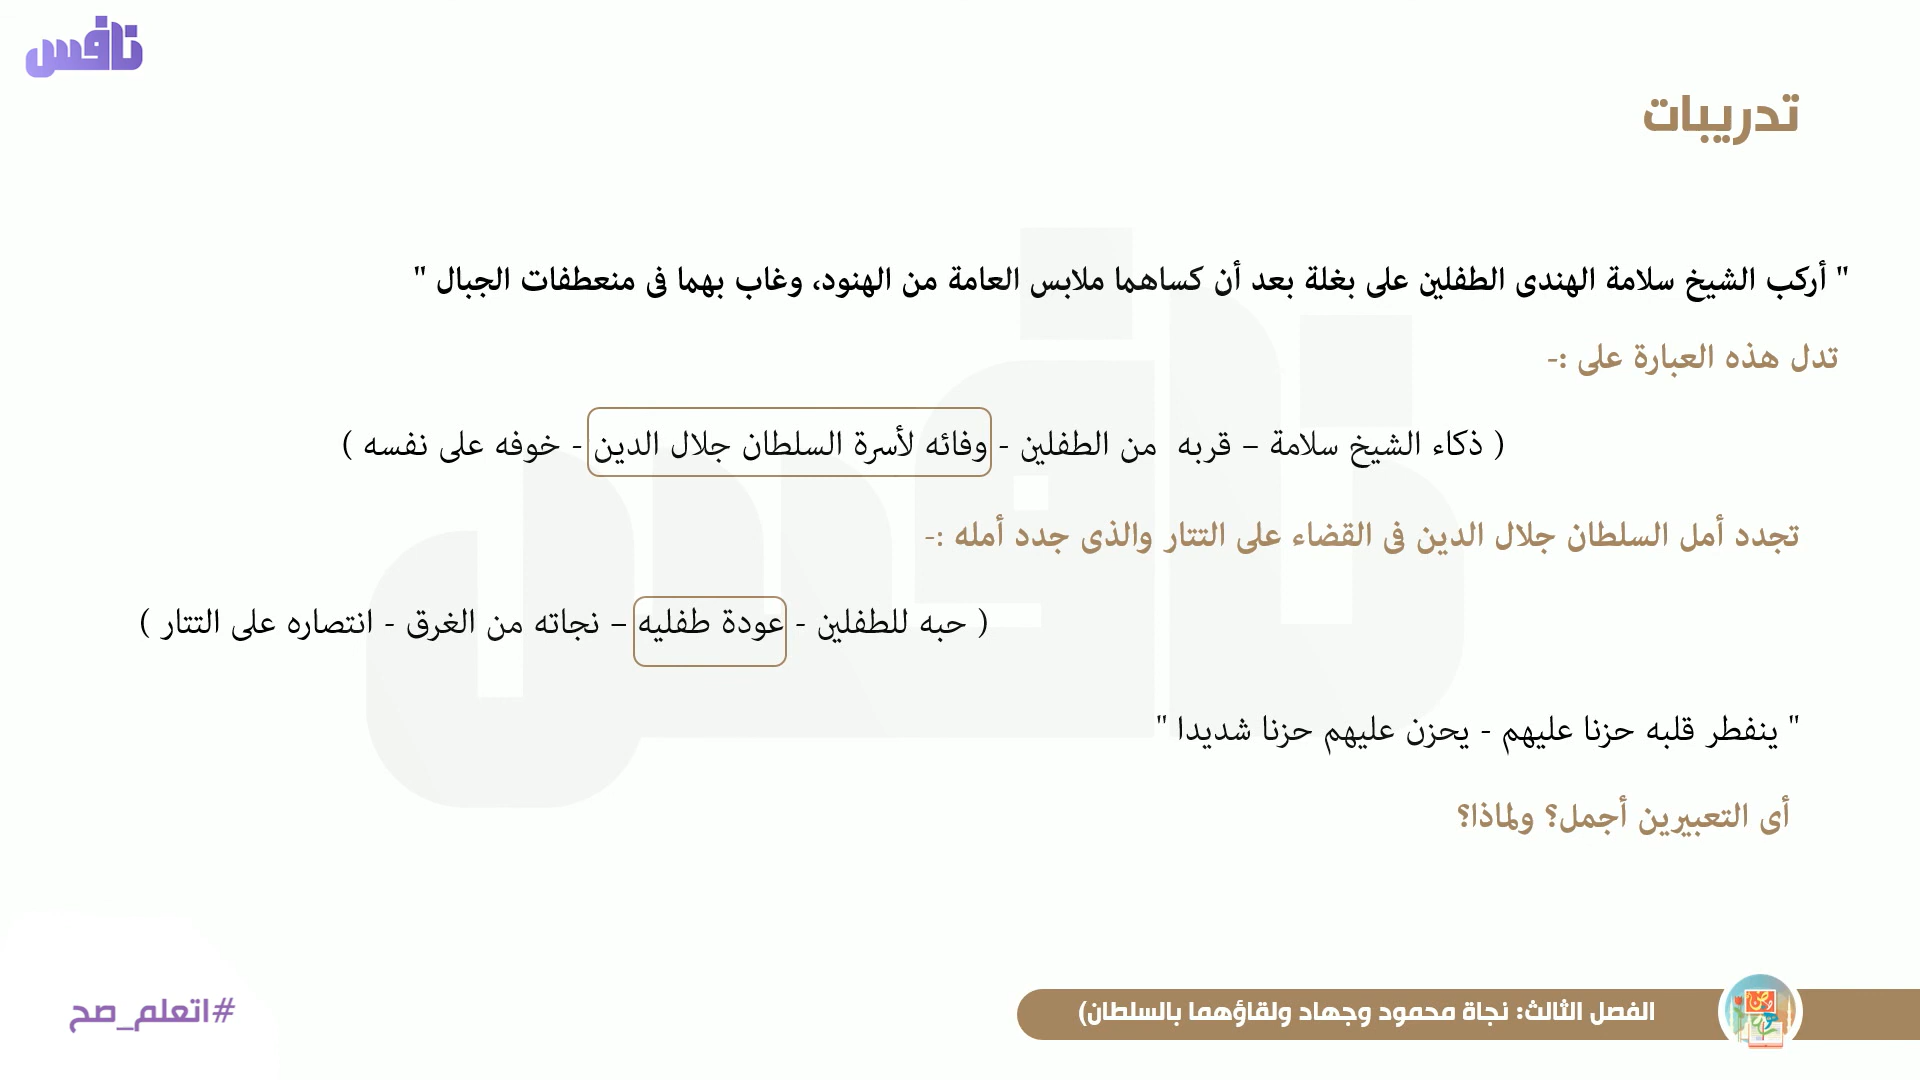 نافس
تدريبات
" أركب الشيخ سلامة الهندى الطفلين على بغلة بعد أن كساهما ملابس العامة من الهنود، وغاب بهما فى منعطفات الجبال "
تدل هذه العبارة على :-
( ذكاء الشيخ سلامة – قربه من الطفلين - وفائه لأسرة السلطان جلال الدين - خوفه على نفسه )
تجدد أمل السلطان جلال الدين فى القضاء على التتار والذى جدد أمله :-
( حبه للطفلين - عودة طفليه – نجاته من الغرق - انتصاره على التتار )
" ينفطر قلبه حزنا عليهم - يحزن عليهم حزنا شديدا "
أى التعبيرين أجمل؟ ولماذا؟
الفصل الثالث: نجاة محمود وجهاد ولقاؤهما بالسلطان)
#اتعلم_صح